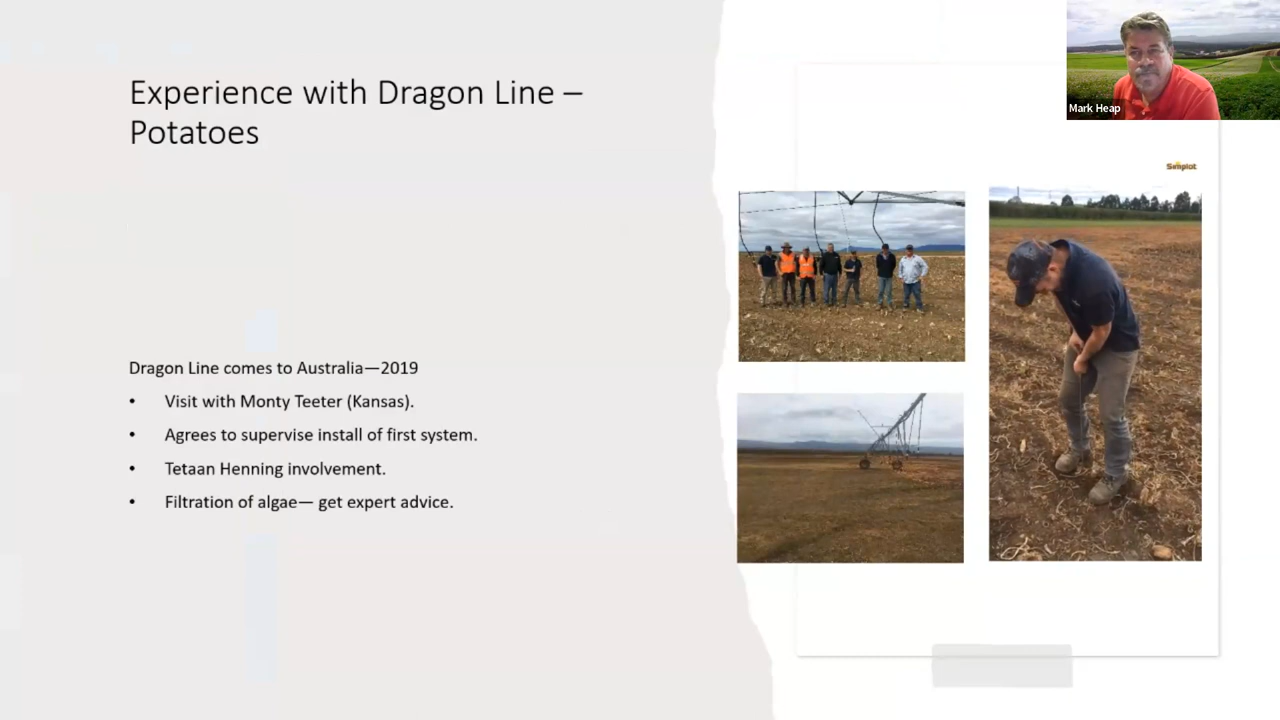 Experience with Dragon Line –
Potatoes
Dragon Line comes to Australia—2019
• Visit with Monty Teeter (Kansas).
• Agrees to supervise install of first system.
• Tetaan Henning involvement.
• Filtration of algae— get expert advice.
Mark Heap
Simplot